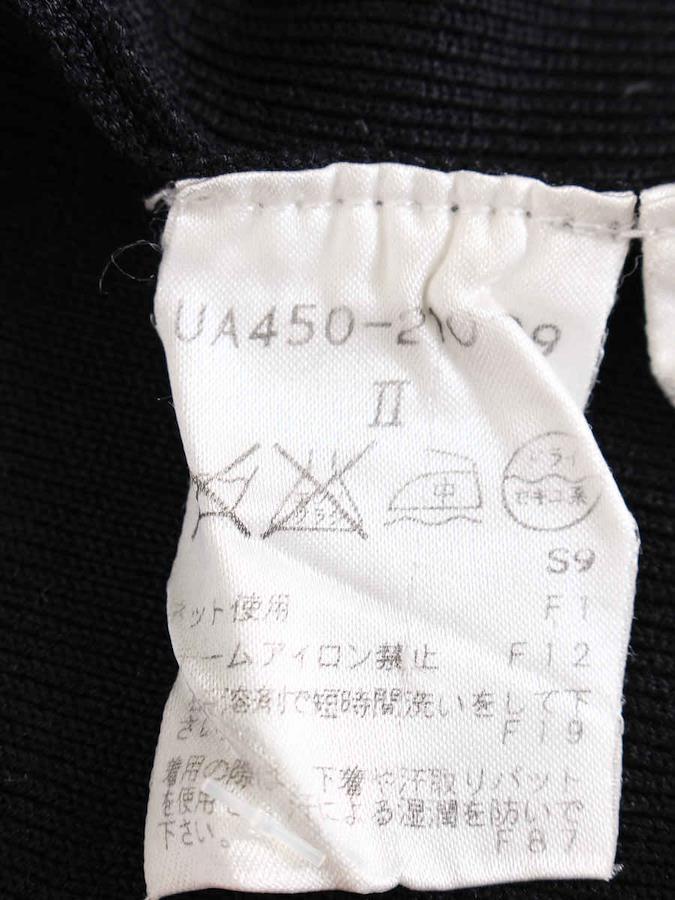 UA450-21009
II
中
ドライ
セキユ系
S9
ネット使用 F1
ームアイロン禁止 F12
溶剤で短時間洗いをして下
さい。 F19
着用の際に 下着や汗取りパット
を使用 による湿潤を防いで
下さい。 F87